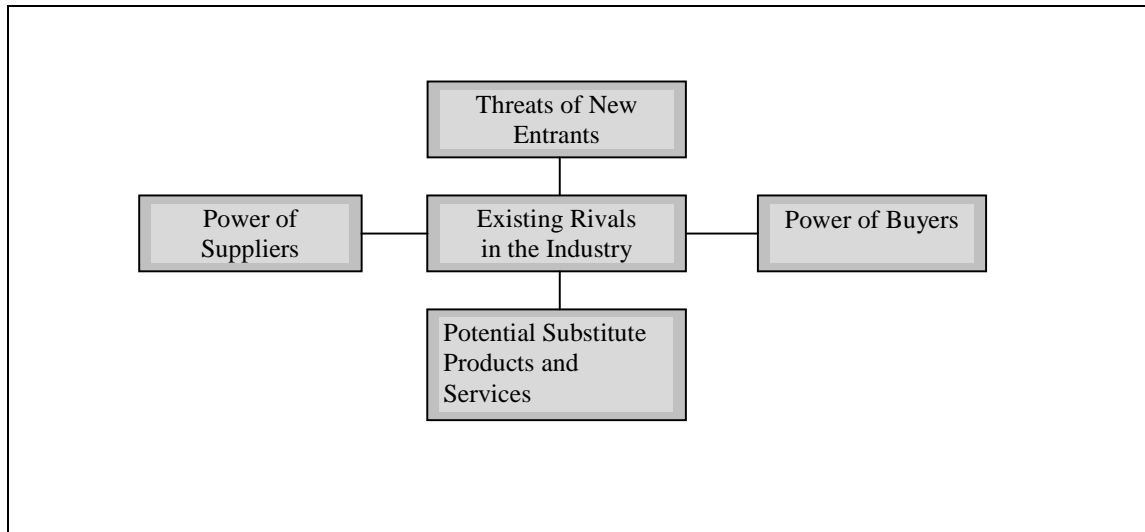 Threats of New
Entrants
Power of
Suppliers
Existing Rivals
in the Industry
Power of Buyers
Potential Substitute
Products and
Services